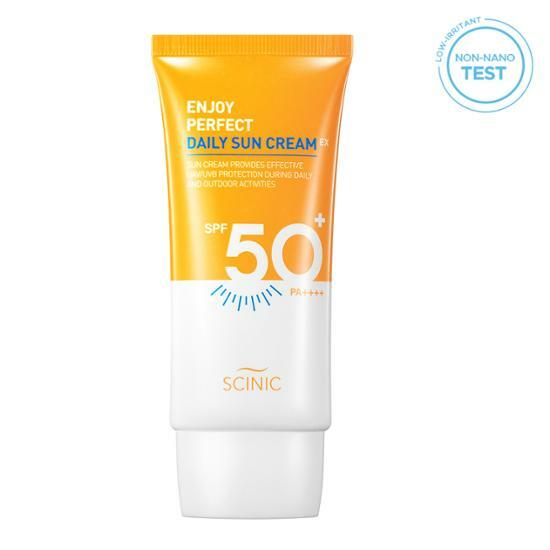 LOW-IRRITANT
NON-NANO
TEST
ENJOY
PERFECT
DAILY SUN CREAM EX
SUN CREAM PROVIDES EFFECTIVE
UAV/UVB PROTECTION DURING DAILY
AND OUTDOOR ACTIVITIES
SPF 50+
PA++++
SCINIC